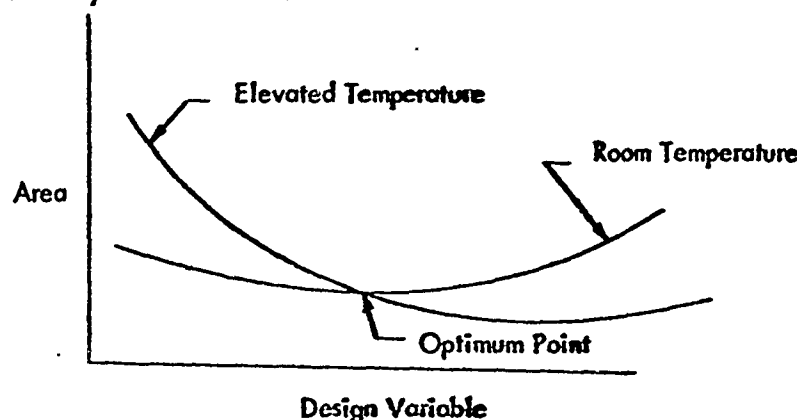 Elevated Temperature
Room Temperature
Area
Optimum Point
Design Variable